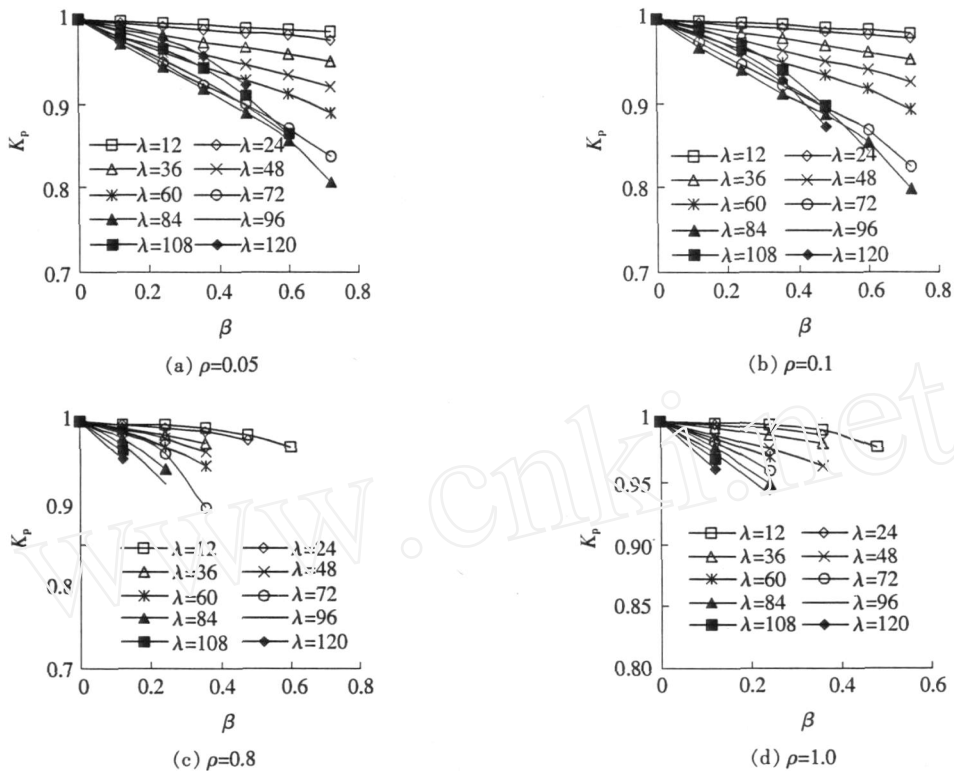 1
0.9
0.8
0.7
0 0.2 0.4 0.6 0.8
Kp
β
λ=12 λ=24
λ=36 λ=48
λ=60 λ=72
λ=84 λ=96
λ=108 λ=120
(a) ρ=0.05
1
0.9
0.8
0.7
0 0.2 0.4 0.6 0.8
Kp
β
λ=12 λ=24
λ=36 λ=48
λ=60 λ=72
λ=84 λ=96
λ=108 λ=120
(b) ρ=0.1
1
0.9
0.8
0.7
0 0.2 0.4 0.6 0.8
Kp
β
λ=12 λ=24
λ=36 λ=48
λ=60 λ=72
λ=84 λ=96
λ=108 λ=120
(c) ρ=0.8
1
0.95
0.90
0.85
0.80
0 0.2 0.4 0.6
Kp
β
λ=12 λ=24
λ=36 λ=48
λ=60 λ=72
λ=84 λ=96
λ=108 λ=120
(d) ρ=1.0
www.cnki.net